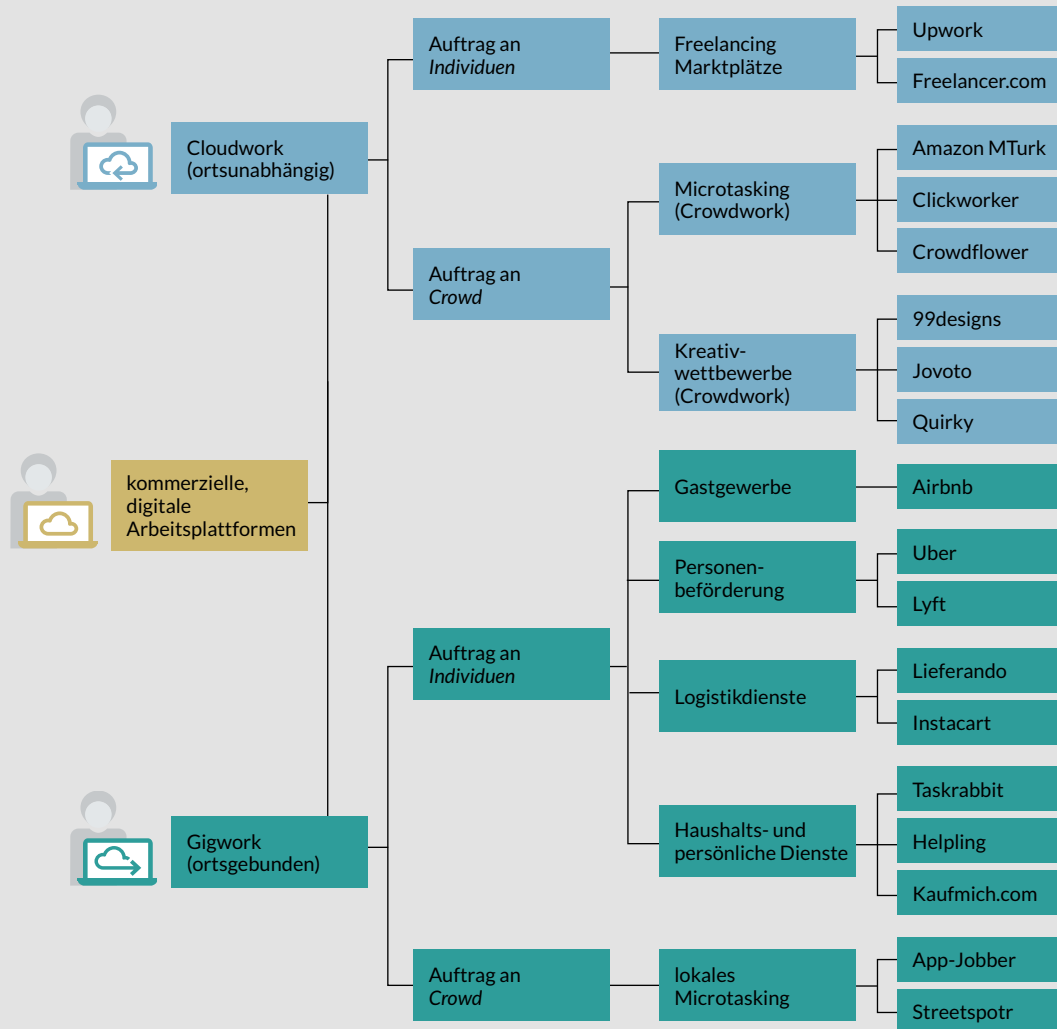 Auftrag an
Individuen
Freelancing
Marktplätze
Upwork
Freelancer.com
Cloudwork
(ortsunabhängig)
Microtasking
(Crowdwork)
Amazon MTurk
Clickworker
Crowdflower
Auftrag an
Crowd
Kreativ-
wettbewerbe
(Crowdwork)
99designs
Jovoto
Quirky
kommerzielle,
digitale
Arbeitsplattformen
Gastgewerbe
Airbnb
Personen-
beförderung
Uber
Lyft
Auftrag an
Individuen
Logistikdienste
Lieferando
Instacart
Gigwork
(ortsgebunden)
Haushalts- und
persönliche Dienste
Taskrabbit
Helpling
Kaufmich.com
Auftrag an
Crowd
lokales
Microtasking
App-Jobber
Streetspotr